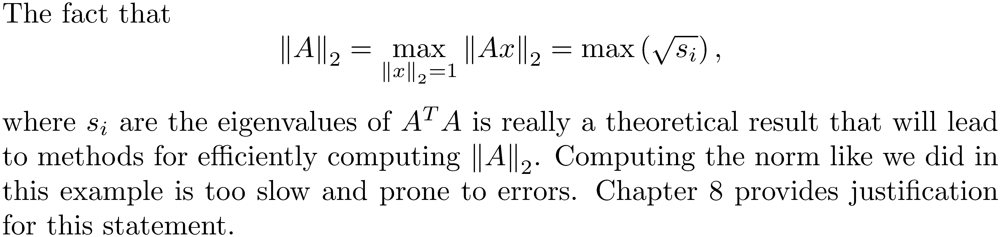 The fact that
$$\|A\|_2 = \max_{\|x\|_2=1} \|Ax\|_2 = \max\left(\sqrt{s_i}\right),$$
where $s_i$ are the eigenvalues of $A^T A$ is really a theoretical result that will lead
to methods for efficiently computing $\|A\|_2$. Computing the norm like we did in
this example is too slow and prone to errors. Chapter 8 provides justification
for this statement.